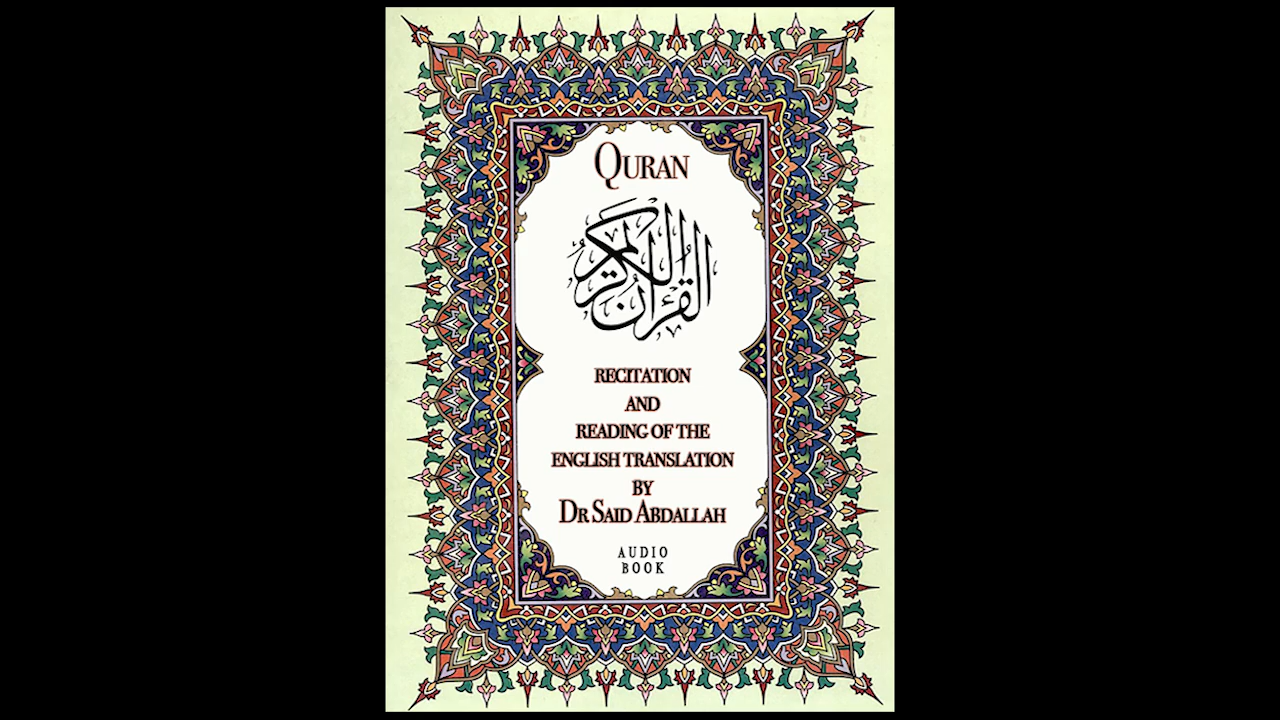 QURAN
القرآن الكريم
RECITATION
AND
READING OF THE
ENGLISH TRANSLATION
BY
DR SAID ABDALLAH
AUDIO
BOOK